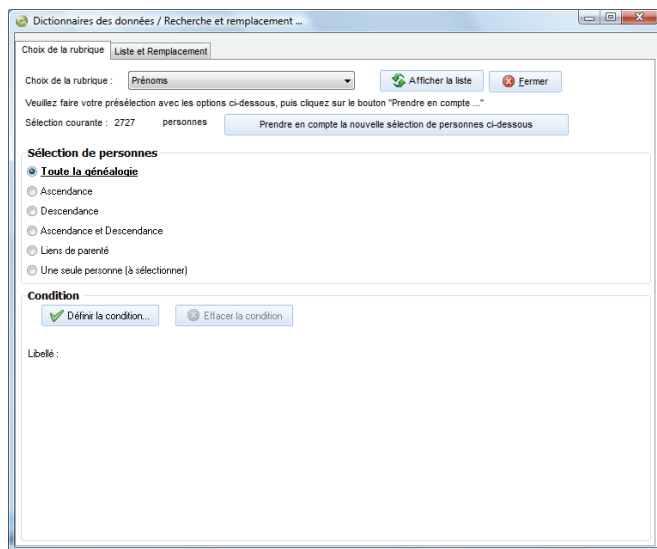 Dictionnaires des données / Recherche et remplacement ...
Choix de la rubrique Liste et Remplacement
Choix de la rubrique : Prénoms Afficher la liste Fermer
Veuillez faire votre présélection avec les options ci-dessous, puis cliquez sur le bouton "Prendre en compte ..."
Sélection courante : 2727 personnes Prendre en compte la nouvelle sélection de personnes ci-dessous
Sélection de personnes
Toute la généalogie
Ascendance
Descendance
Ascendance et Descendance
Liens de parenté
Une seule personne (à sélectionner)
Condition
Définir la condition... Effacer la condition
Libellé :